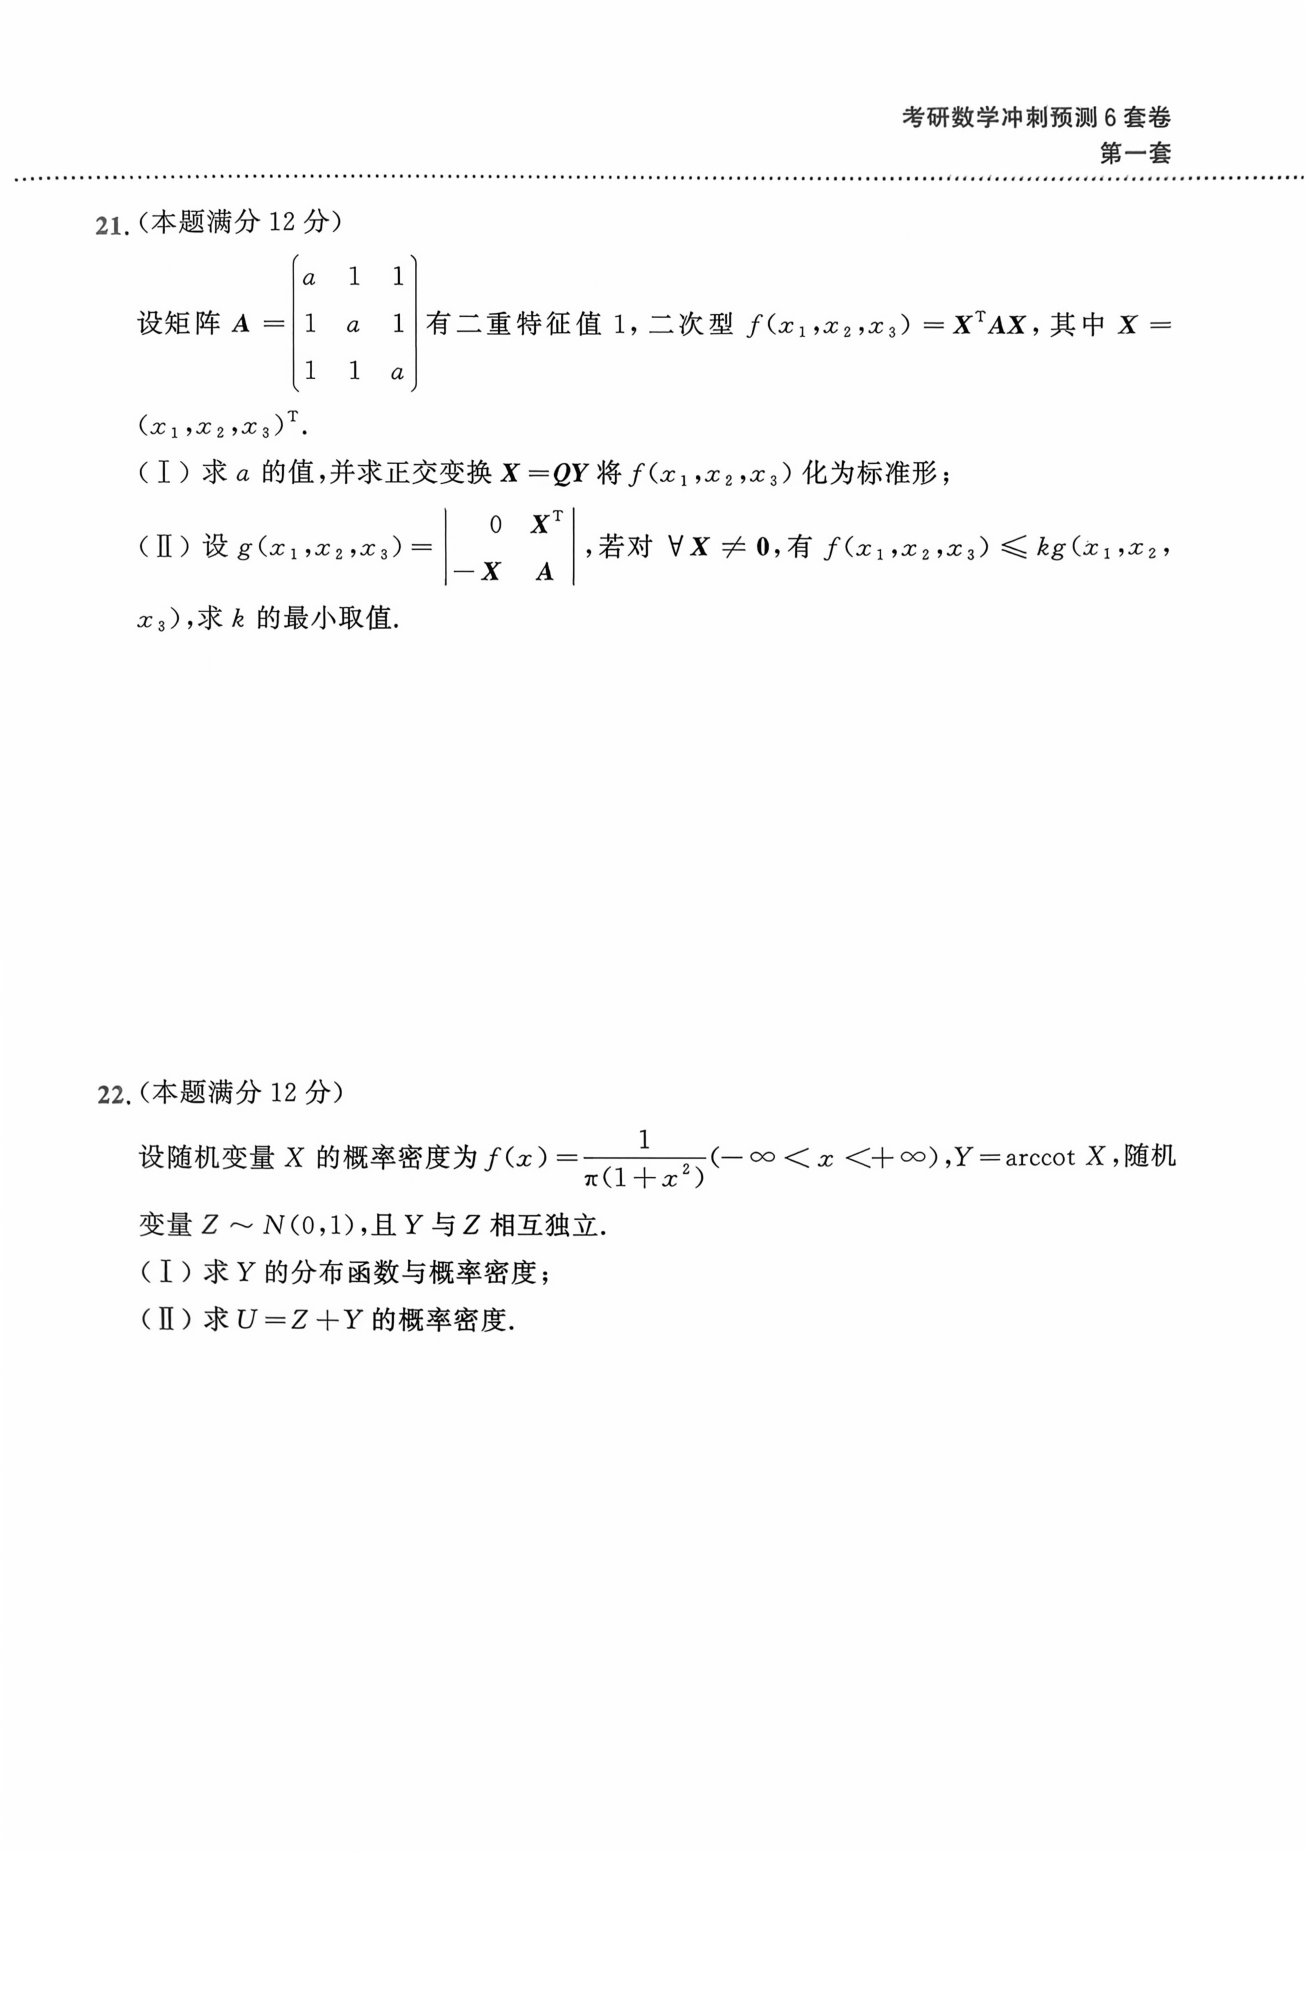 考研数学冲刺预测6套卷
第一套
21.(本题满分12分)
a 1 1
设矩阵 A = 1 a 1 有二重特征值 1, 二次型 f(x₁,x₂,x₃)=XᵀAX, 其中 X =
1 1 a
(x₁,x₂,x₃)ᵀ.
(Ⅰ)求 a 的值,并求正交变换 X=QY 将 f(x₁,x₂,x₃)化为标准形;
0 Xᵀ
(Ⅱ)设 g(x₁,x₂,x₃)= ,若对 ∀X≠0,有 f(x₁,x₂,x₃)≤kg(x₁,x₂,
−X A
x₃),求 k 的最小取值.
22.(本题满分12分)
设随机变量 X 的概率密度为 f(x)=1/π(1+x²)(−∞<x<+∞),Y=arccot X,随机
变量 Z~N(0,1),且 Y 与 Z 相互独立.
(Ⅰ)求 Y 的分布函数与概率密度;
(Ⅱ)求 U=Z+Y 的概率密度.